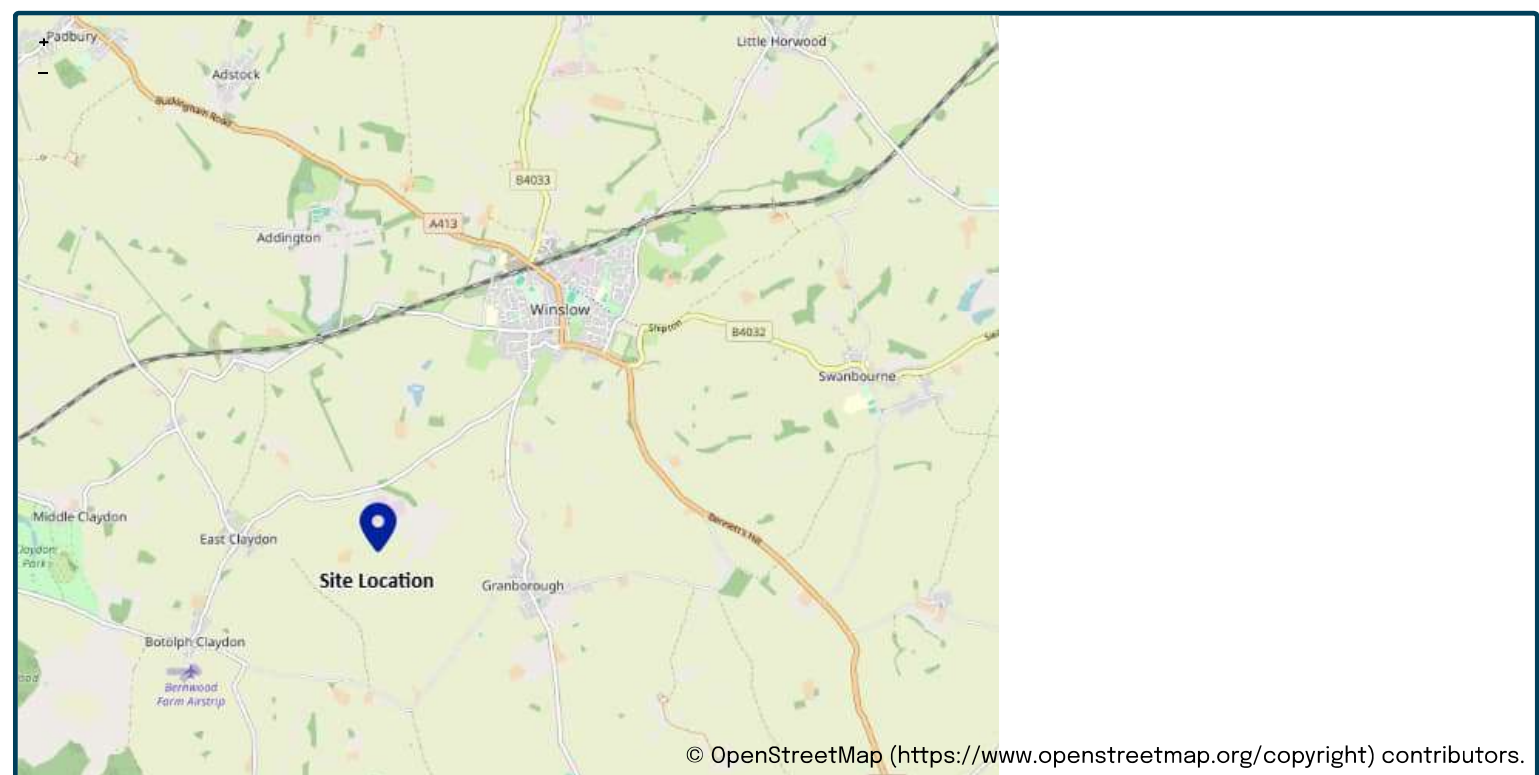 +
Padbury
Little Horwood
–
Adstock
Buckingham Road
B4033
A413
Addington
Winslow
Shipton
B4032
Swanbourne
Middle Claydon
East Claydon
Claydon
Park
Bennett's Hill
Site Location
Granborough
Botolph Claydon
Bernwood
Farm Airstrip
© OpenStreetMap (https://www.openstreetmap.org/copyright) contributors.